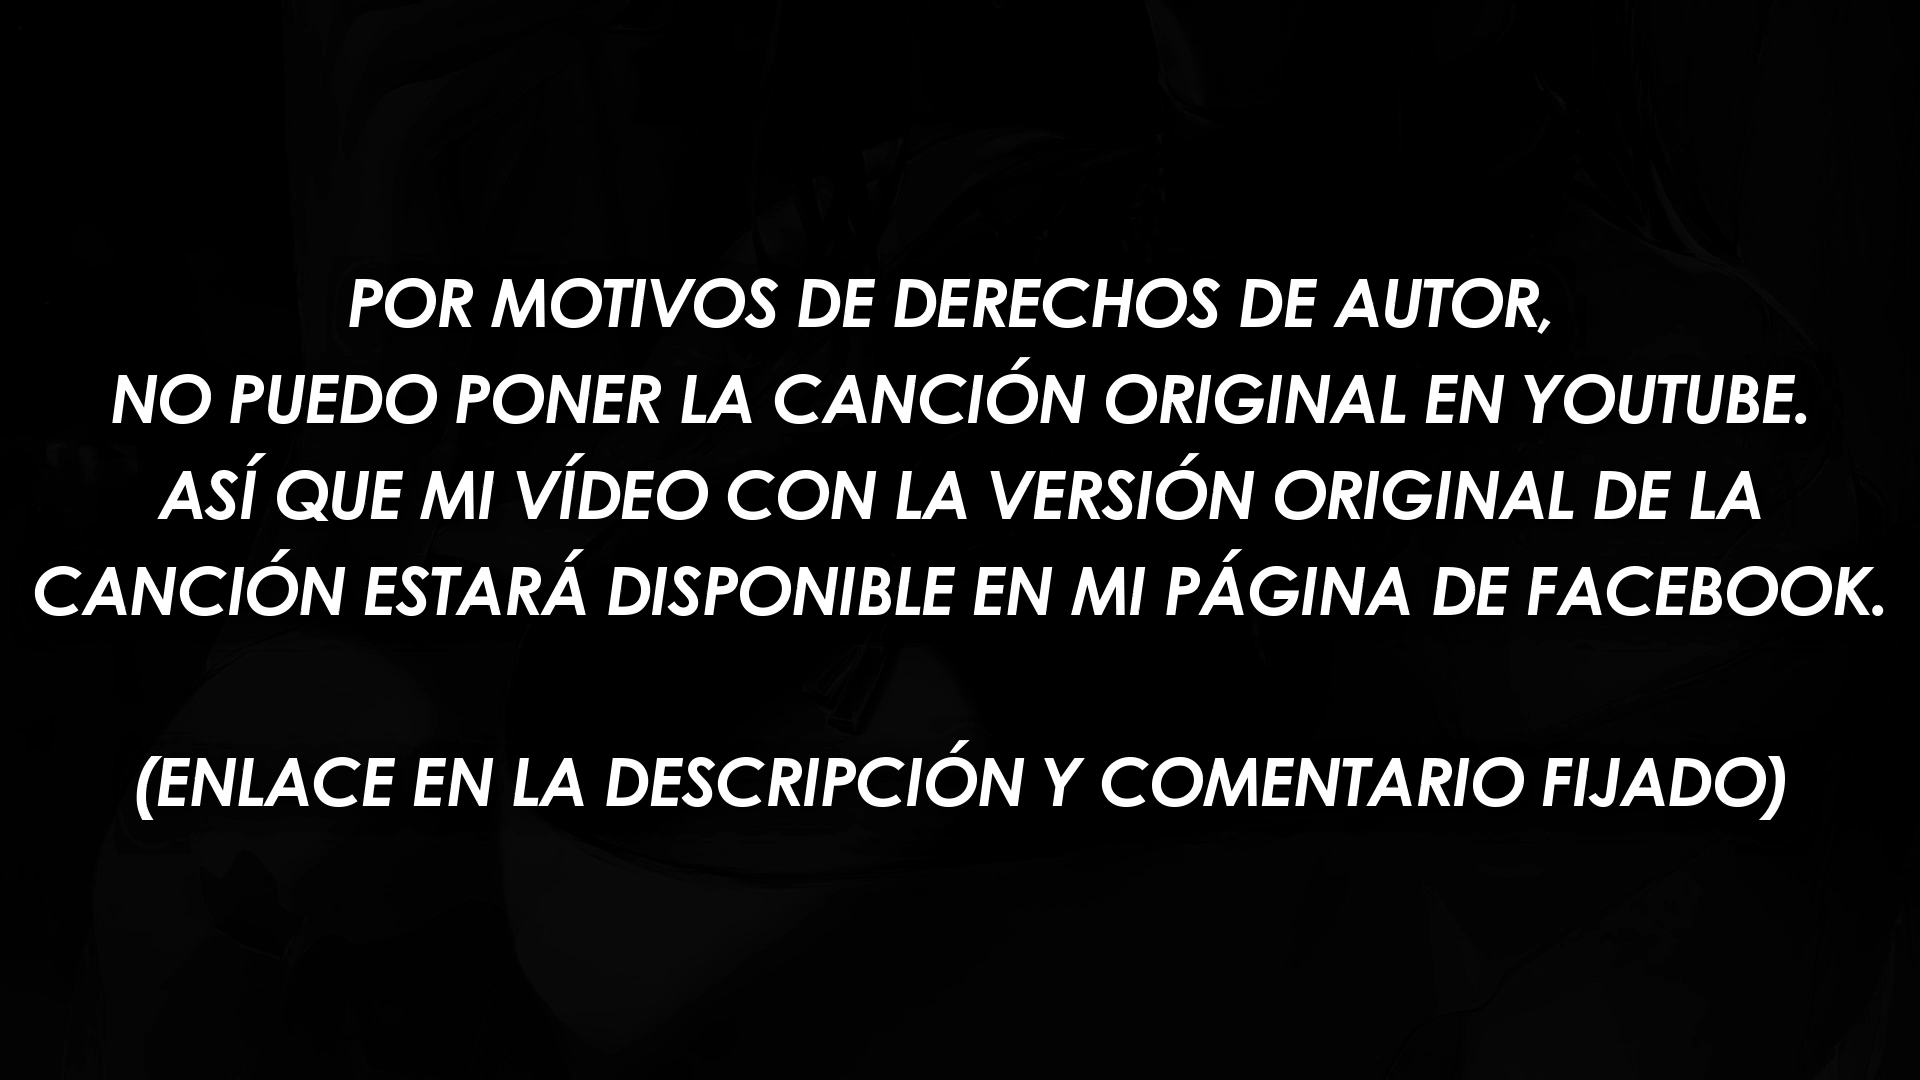 POR MOTIVOS DE DERECHOS DE AUTOR,
NO PUEDO PONER LA CANCIÓN ORIGINAL EN YOUTUBE.
ASÍ QUE MI VÍDEO CON LA VERSIÓN ORIGINAL DE LA
CANCIÓN ESTARÁ DISPONIBLE EN MI PÁGINA DE FACEBOOK.
(ENLACE EN LA DESCRIPCIÓN Y COMENTARIO FIJADO)